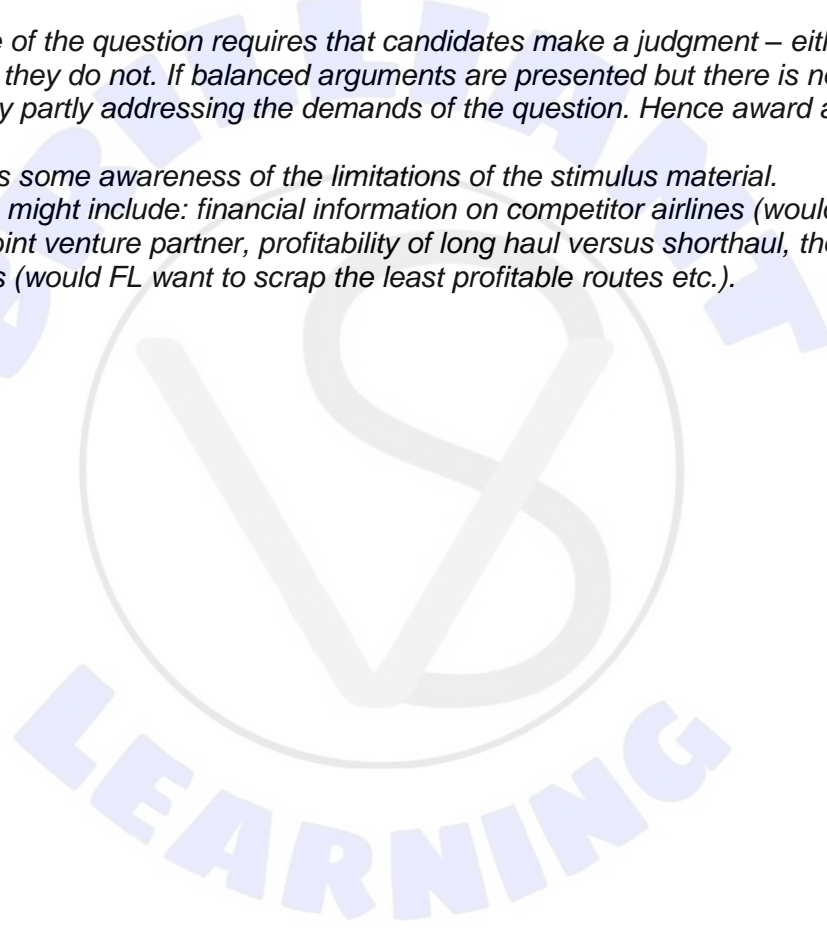 e of the question requires that candidates make a judgment – eith
they do not. If balanced arguments are presented but there is no
y partly addressing the demands of the question. Hence award a
s some awareness of the limitations of the stimulus material.
might include: financial information on competitor airlines (would
oint venture partner, profitability of long haul versus shorthaul, the
s (would FL want to scrap the least profitable routes etc.).
BRILLIANT
VS
LEARNING